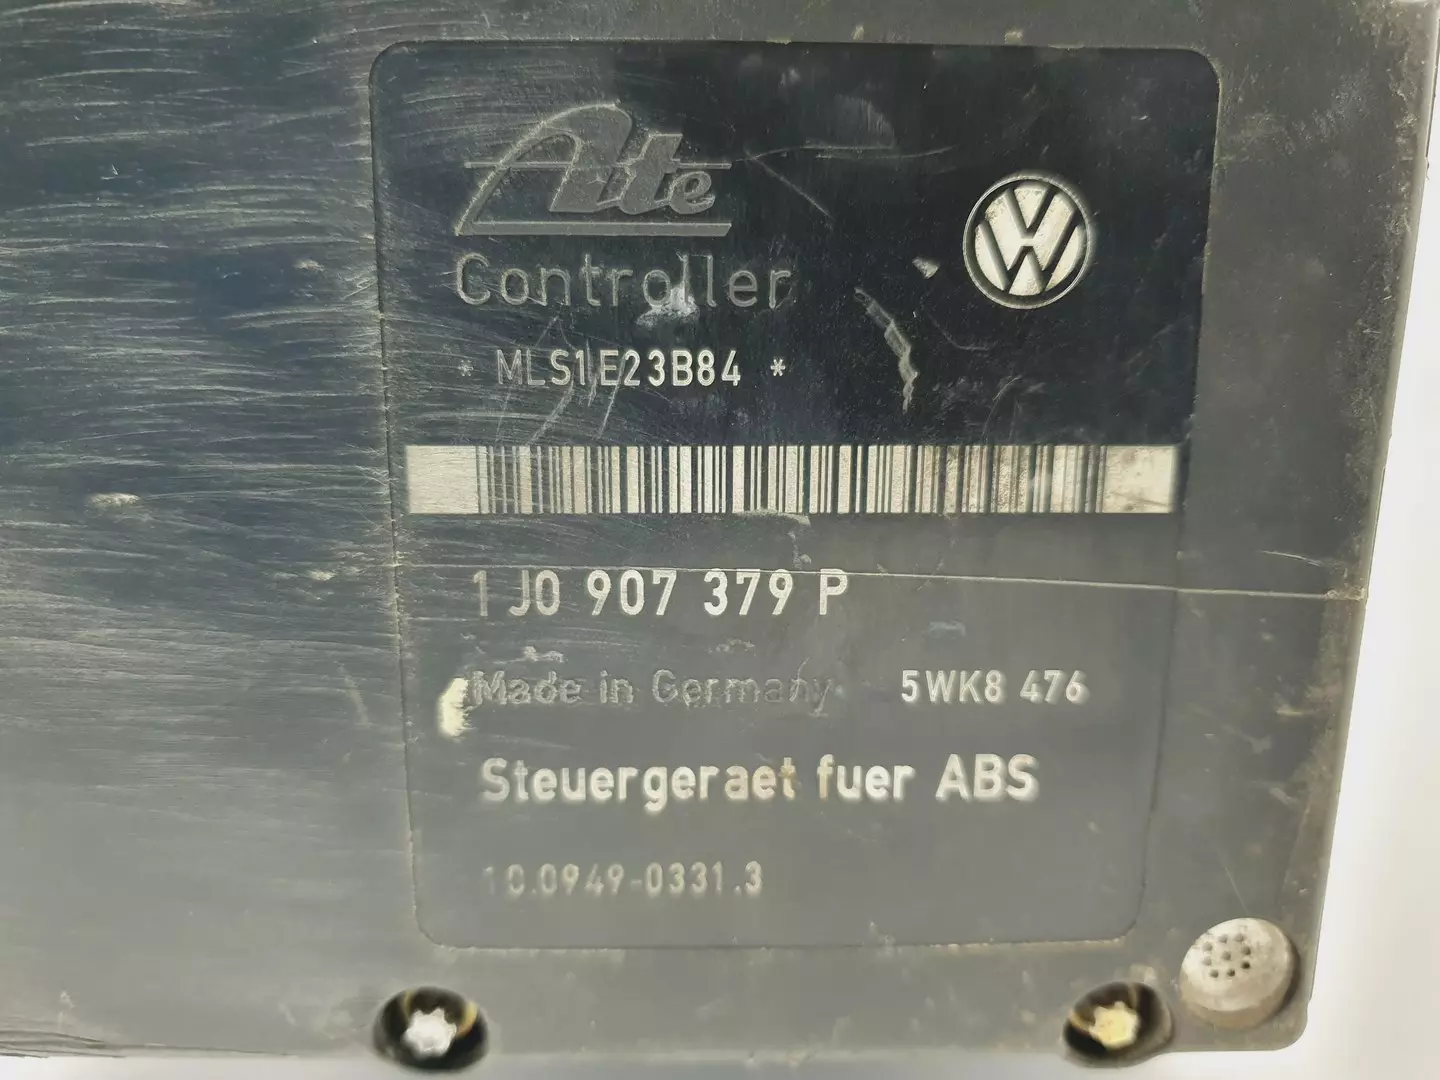 Ate
Controller
* MLS1E23B84 *
1J0 907 379 P
Made in Germany 5WK8 476
Steuergeraet fuer ABS
10.0949-0331.3